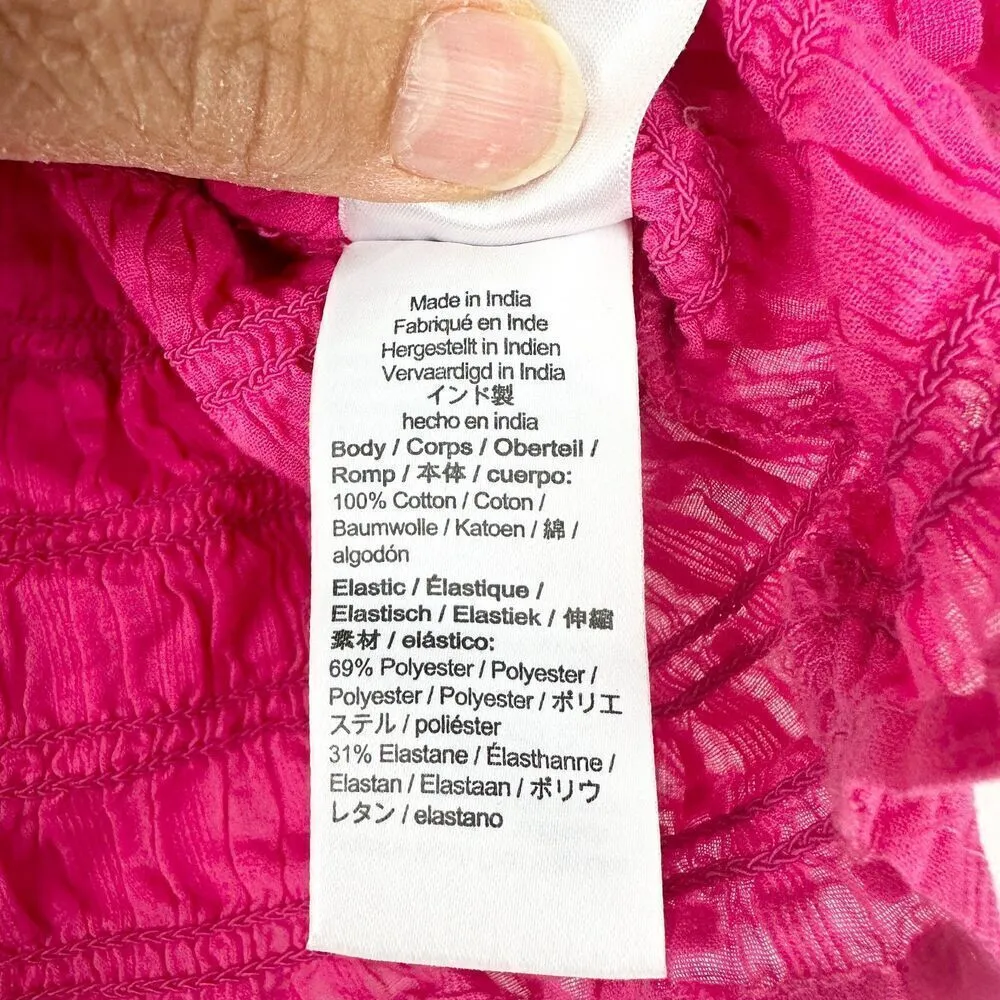 Made in India
Fabriqué en Inde
Hergestellt in Indien
Vervaardigd in India
インド製
hecho en india
Body / Corps / Oberteil /
Romp / 本体 / cuerpo:
100% Cotton / Coton /
Baumwolle / Katoen / 綿 /
algodón
Elastic / Élastique /
Elastisch / Elastiek / 伸縮
素材 / elástico:
69% Polyester / Polyester /
Polyester / Polyester / ポリエ
ステル / poliéster
31% Elastane / Élasthanne /
Elastan / Elastaan / ポリウ
レタン / elastano